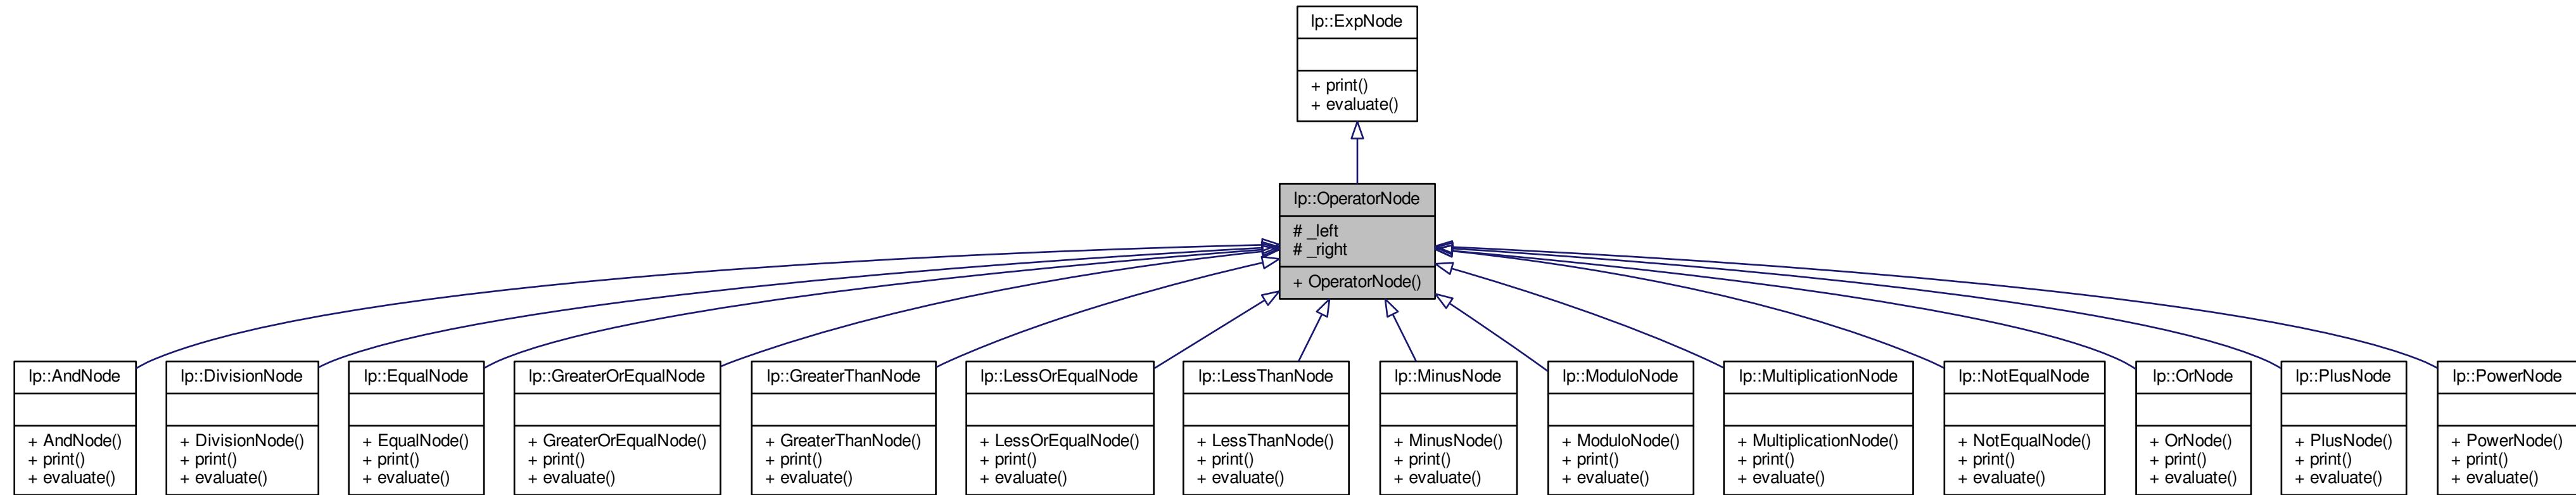 lp::ExpNode
+ print()
+ evaluate()
lp::OperatorNode
# _left
# _right
+ OperatorNode()
lp::AndNode
+ AndNode()
+ print()
+ evaluate()
lp::DivisionNode
+ DivisionNode()
+ print()
+ evaluate()
lp::EqualNode
+ EqualNode()
+ print()
+ evaluate()
lp::GreaterOrEqualNode
+ GreaterOrEqualNode()
+ print()
+ evaluate()
lp::GreaterThanNode
+ GreaterThanNode()
+ print()
+ evaluate()
lp::LessOrEqualNode
+ LessOrEqualNode()
+ print()
+ evaluate()
lp::LessThanNode
+ LessThanNode()
+ print()
+ evaluate()
lp::MinusNode
+ MinusNode()
+ print()
+ evaluate()
lp::ModuloNode
+ ModuloNode()
+ print()
+ evaluate()
lp::MultiplicationNode
+ MultiplicationNode()
+ print()
+ evaluate()
lp::NotEqualNode
+ NotEqualNode()
+ print()
+ evaluate()
lp::OrNode
+ OrNode()
+ print()
+ evaluate()
lp::PlusNode
+ PlusNode()
+ print()
+ evaluate()
lp::PowerNode
+ PowerNode()
+ print()
+ evaluate()